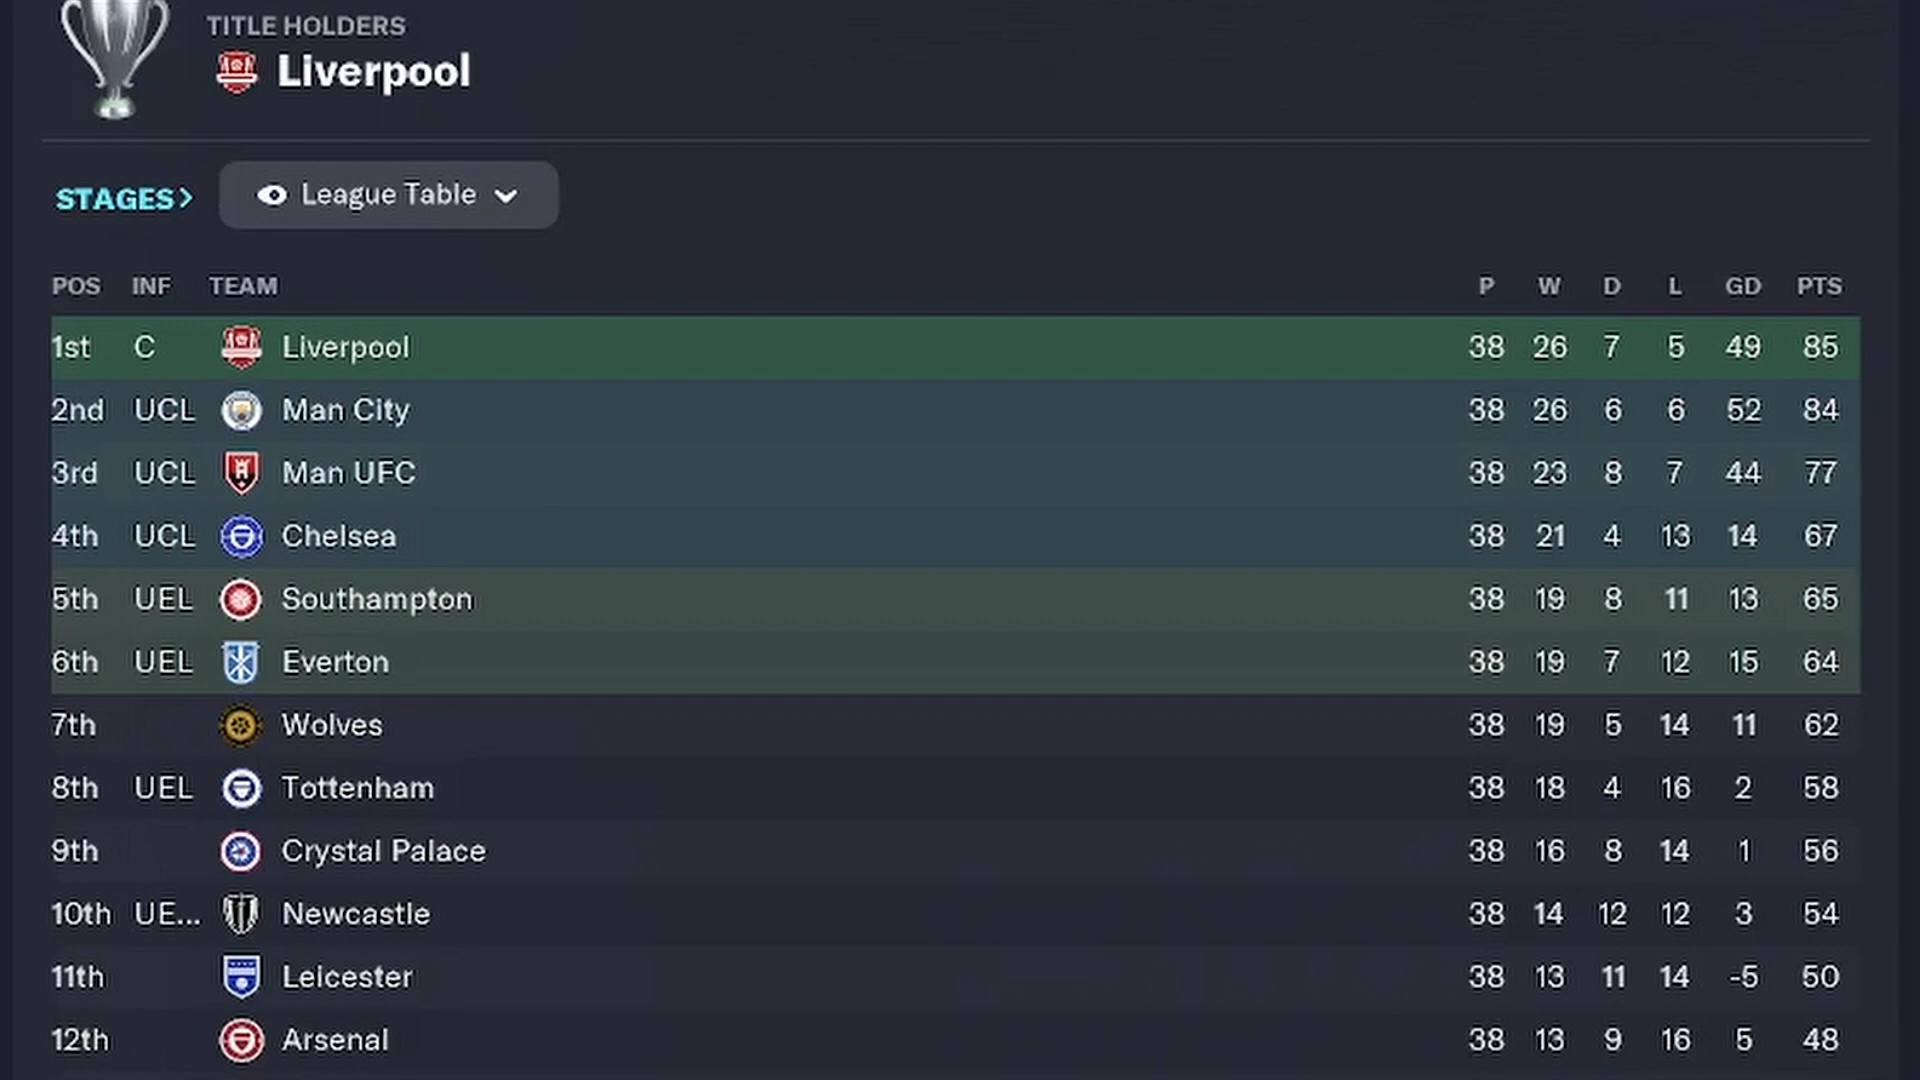 TITLE HOLDERS
Liverpool
STAGES> League Table
POS INF TEAM P W D L GD PTS
1st C Liverpool 38 26 7 5 49 85
2nd UCL Man City 38 26 6 6 52 84
3rd UCL Man UFC 38 23 8 7 44 77
4th UCL Chelsea 38 21 4 13 14 67
5th UEL Southampton 38 19 8 11 13 65
6th UEL Everton 38 19 7 12 15 64
7th Wolves 38 19 5 14 11 62
8th UEL Tottenham 38 18 4 16 2 58
9th Crystal Palace 38 16 8 14 1 56
10th UE... Newcastle 38 14 12 12 3 54
11th Leicester 38 13 11 14 -5 50
12th Arsenal 38 13 9 16 5 48